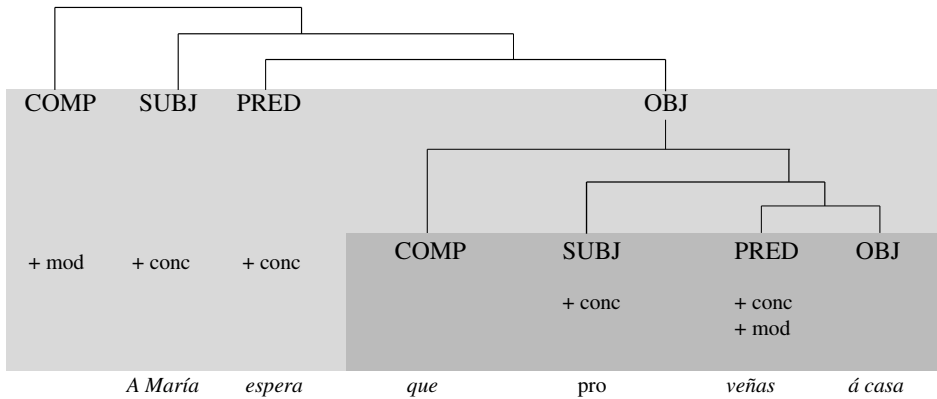 COMP SUBJ PRED OBJ
COMP SUBJ PRED OBJ
+ mod + conc + conc
+ conc + conc
+ mod
A María espera que pro veñas á casa